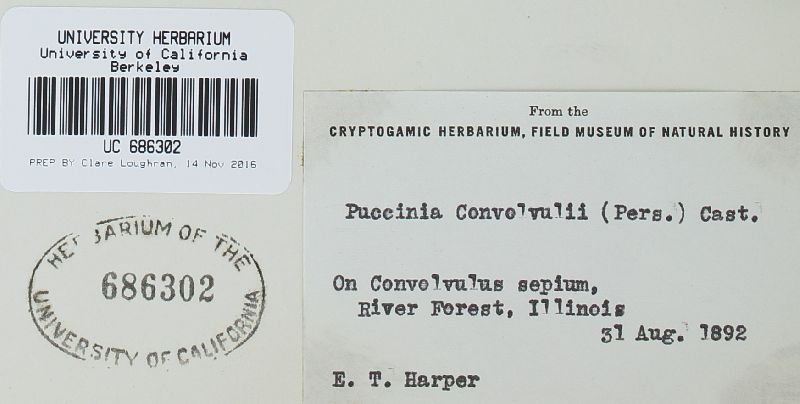 UNIVERSITY HERBARIUM
University of California
Berkeley
UC 686302
PREP BY Clare Loughran, 14 Nov 2016
HERBARIUM OF THE
686302
UNIVERSITY OF CALIFORNIA
From the
CRYPTOGAMIC HERBARIUM, FIELD MUSEUM OF NATURAL HISTORY
Puccinia Convolvulii (Pers.) Cast.
On Convolvulus sepium,
River Forest, Illinois
31 Aug. 1892
E. T. Harper